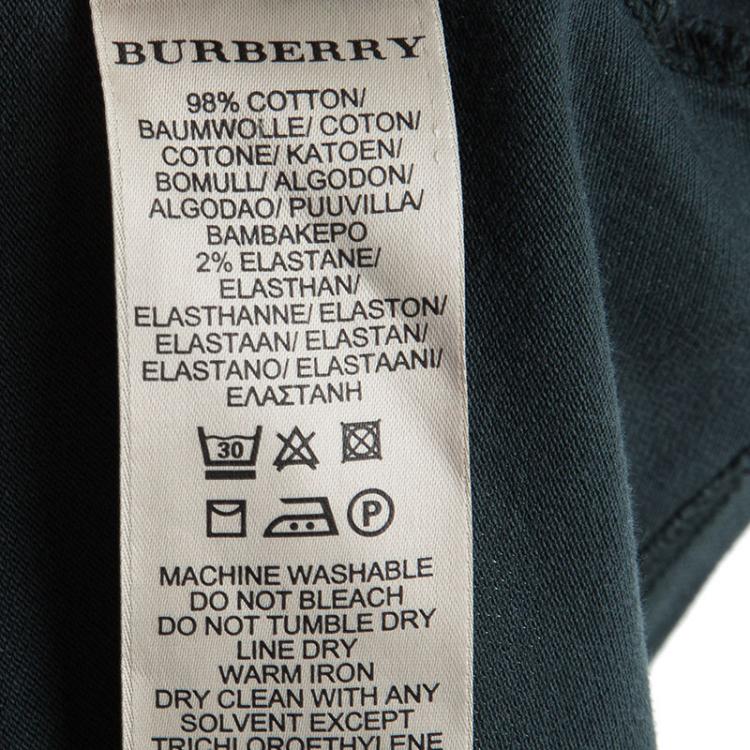 BURBERRY
98% COTTON/
BAUMWOLLE/ COTON/
COTONE/ KATOEN/
BOMULL/ ALGODON/
ALGODAO/ PUUVILLA/
BAMBAKEPO
2% ELASTANE/
ELASTHAN/
ELASTHANNE/ ELASTON/
ELASTAAN/ ELASTAN/
ELASTANO/ ELASTAANI/
ΕΛΑΣΤΑΝΗ
30
P
MACHINE WASHABLE
DO NOT BLEACH
DO NOT TUMBLE DRY
LINE DRY
WARM IRON
DRY CLEAN WITH ANY
SOLVENT EXCEPT
TRICHLOROETHYLENE